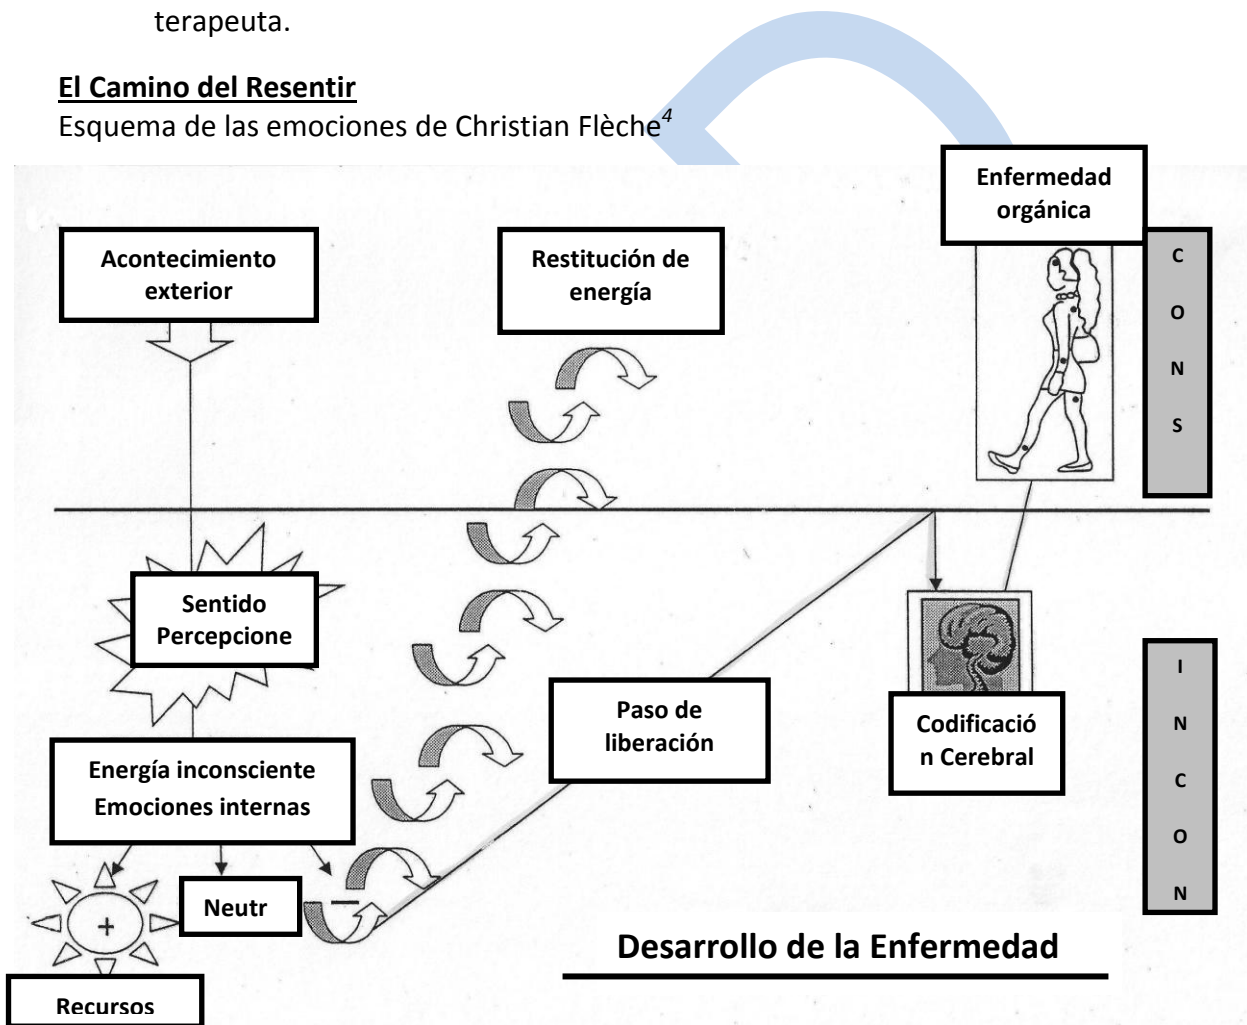 terapeuta.
El Camino del Resentir
Esquema de las emociones de Christian Flèche4
Enfermedad
orgánica
Acontecimiento
exterior
Restitución de
energía
C
O
N
S
Sentido
Percepcione
Paso de
liberación
Codificació
n Cerebral
I
N
C
O
N
Energía inconsciente
Emociones internas
+
Neutr
–
Recursos
Desarrollo de la Enfermedad